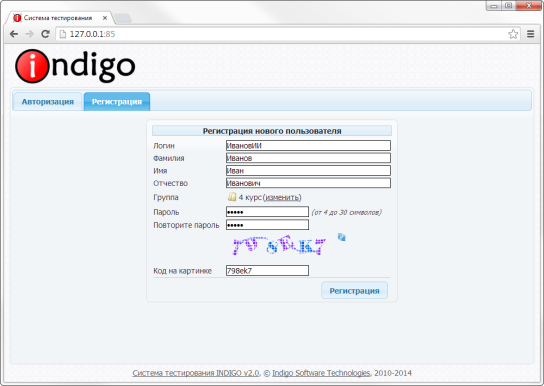 Система тестирования
127.0.0.1:85
indigo
Авторизация Регистрация
Регистрация нового пользователя
Логин ИвановИИ
Фамилия Иванов
Имя Иван
Отчество Иванович
Группа 4 курс (изменить)
Пароль ••••• (от 4 до 30 символов)
Повторите пароль •••••
Код на картинке 798ek7
Регистрация
Система тестирования INDIGO v2.0, © Indigo Software Technologies, 2010-2014